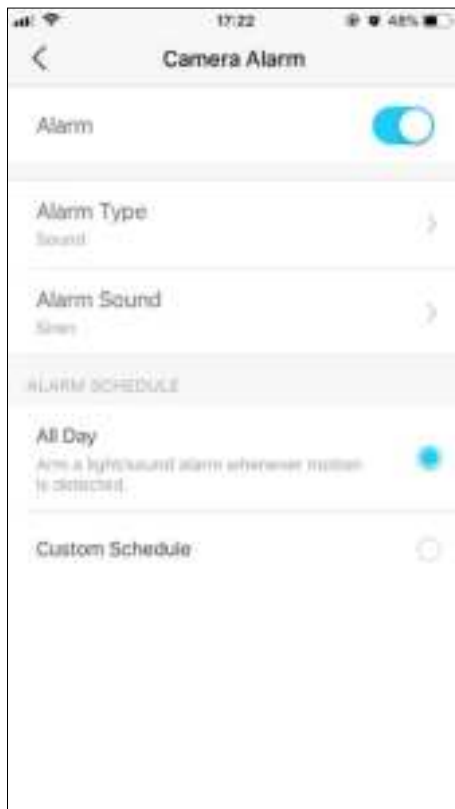 17:22 48%
Camera Alarm
Alarm
Alarm Type
Sound
Alarm Sound
Siren
ALARM SCHEDULE
All Day
Arm a light/sound alarm whenever motion
is detected.
Custom Schedule